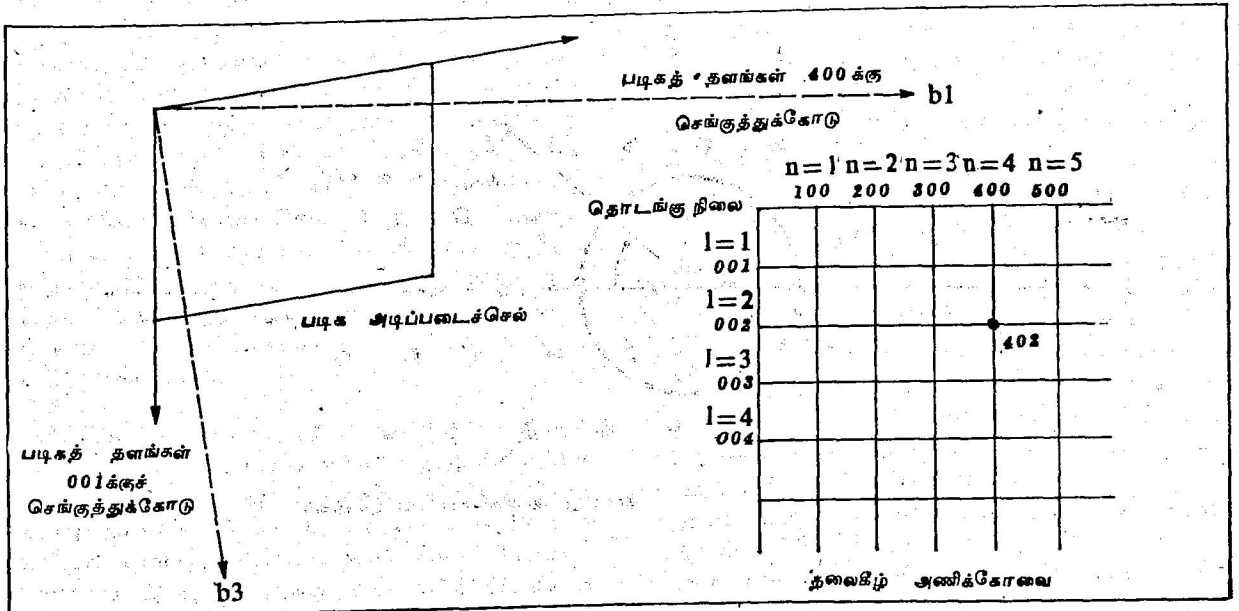 படிகத் தளங்கள் 400 க்கு
b1
செங்குத்துக்கோடு
n=1 n=2 n=3 n=4 n=5
100 200 300 400 500
தொடங்கு நிலை
l=1
001
l=2
002
402
l=3
003
l=4
004
படிக அடிப்படைச்செல்
படிகத் தளங்கள்
001க்குச்
செங்குத்துக்கோடு
b3
தலைகீழ் அணிக்கோவை